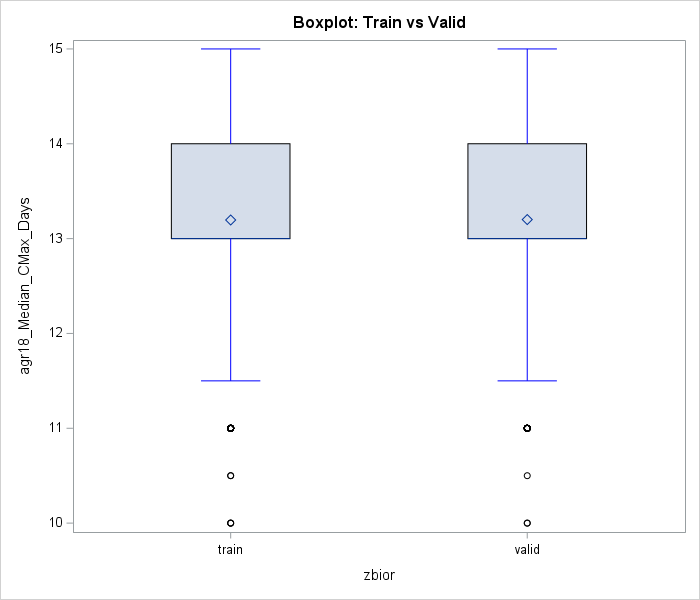 Boxplot: Train vs Valid
15
14
13
12
11
10
agr18_Median_CMax_Days
train
valid
zbior